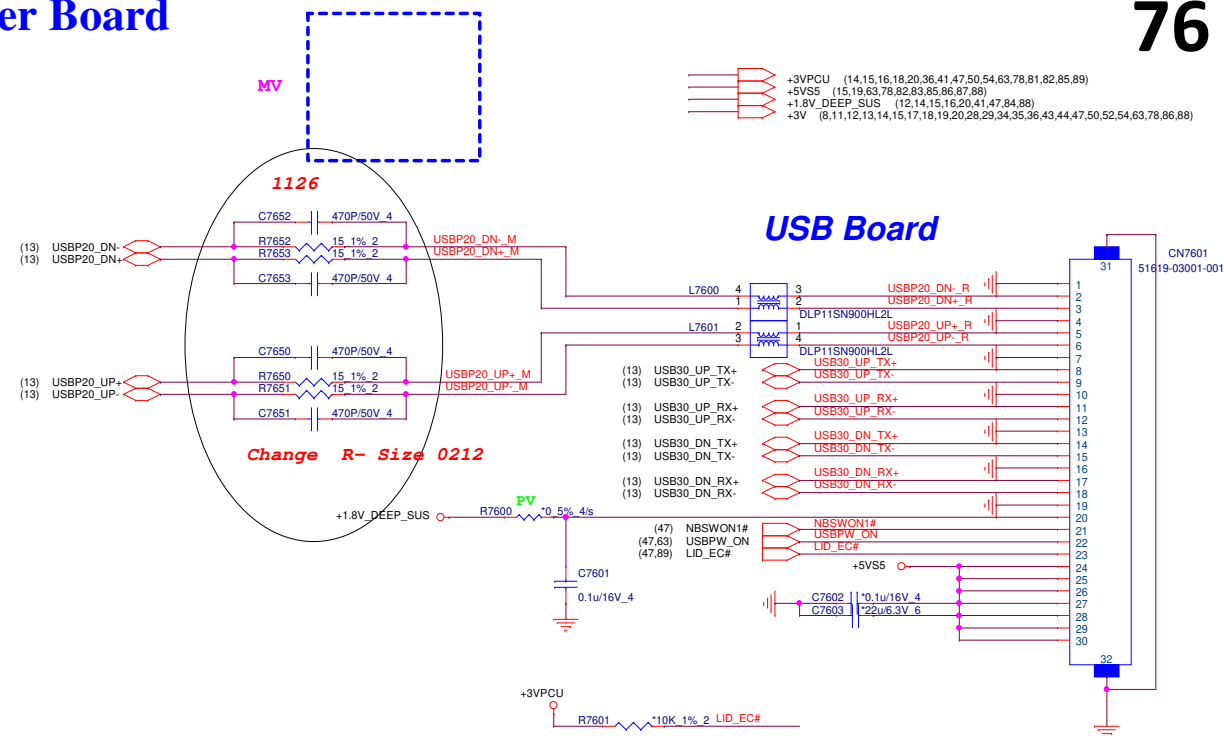 er Board
76
MV
+3VPCU (14,15,16,18,20,36,41,47,50,54,63,78,81,82,85,89)
+5VS5 (15,19,63,78,82,83,85,86,87,88)
+1.8V_DEEP_SUS (12,14,15,16,20,41,47,84,88)
+3V (8,11,12,13,14,15,17,18,19,20,28,29,34,35,36,43,44,47,50,52,54,63,78,86,88)
1126
C7652 470P/50V_4
(13) USBP20_DN- R7652 15_1%_2 USBP20_DN-_M
(13) USBP20_DN+ R7653 15_1%_2 USBP20_DN+_M
C7653 470P/50V_4
USB Board
CN7601
51619-03001-001
31
L7600 4 3 USBP20_DN-_R
1 2 USBP20_DN+_R
DLP11SN900HL2L
L7601 2 1 USBP20_UP+_R
3 4 USBP20_UP-_R
DLP11SN900HL2L
C7650 470P/50V_4
(13) USBP20_UP+ R7650 15_1%_2 USBP20_UP+_M
(13) USBP20_UP- R7651 15_1%_2 USBP20_UP-_M
C7651 470P/50V_4
Change R- Size 0212
(13) USB30_UP_TX+ USB30_UP_TX+
(13) USB30_UP_TX- USB30_UP_TX-
(13) USB30_UP_RX+ USB30_UP_RX+
(13) USB30_UP_RX- USB30_UP_RX-
(13) USB30_DN_TX+ USB30_DN_TX+
(13) USB30_DN_TX- USB30_DN_TX-
(13) USB30_DN_RX+ USB30_DN_RX+
(13) USB30_DN_RX- USB30_DN_RX-
1
2
3
4
5
6
7
8
9
10
11
12
13
14
15
16
17
18
19
20
21
22
23
24
25
26
27
28
29
30
32
PV
+1.8V_DEEP_SUS R7600 *0_5%_4/s
C7601
0.1u/16V_4
(47) NBSWON1# NBSWON1#
(47,63) USBPW_ON USBPW_ON
(47,89) LID_EC# LID_EC#
+5VS5
C7602 *0.1u/16V_4
C7603 *22u/6.3V_6
+3VPCU
R7601 *10K_1%_2 LID_EC#